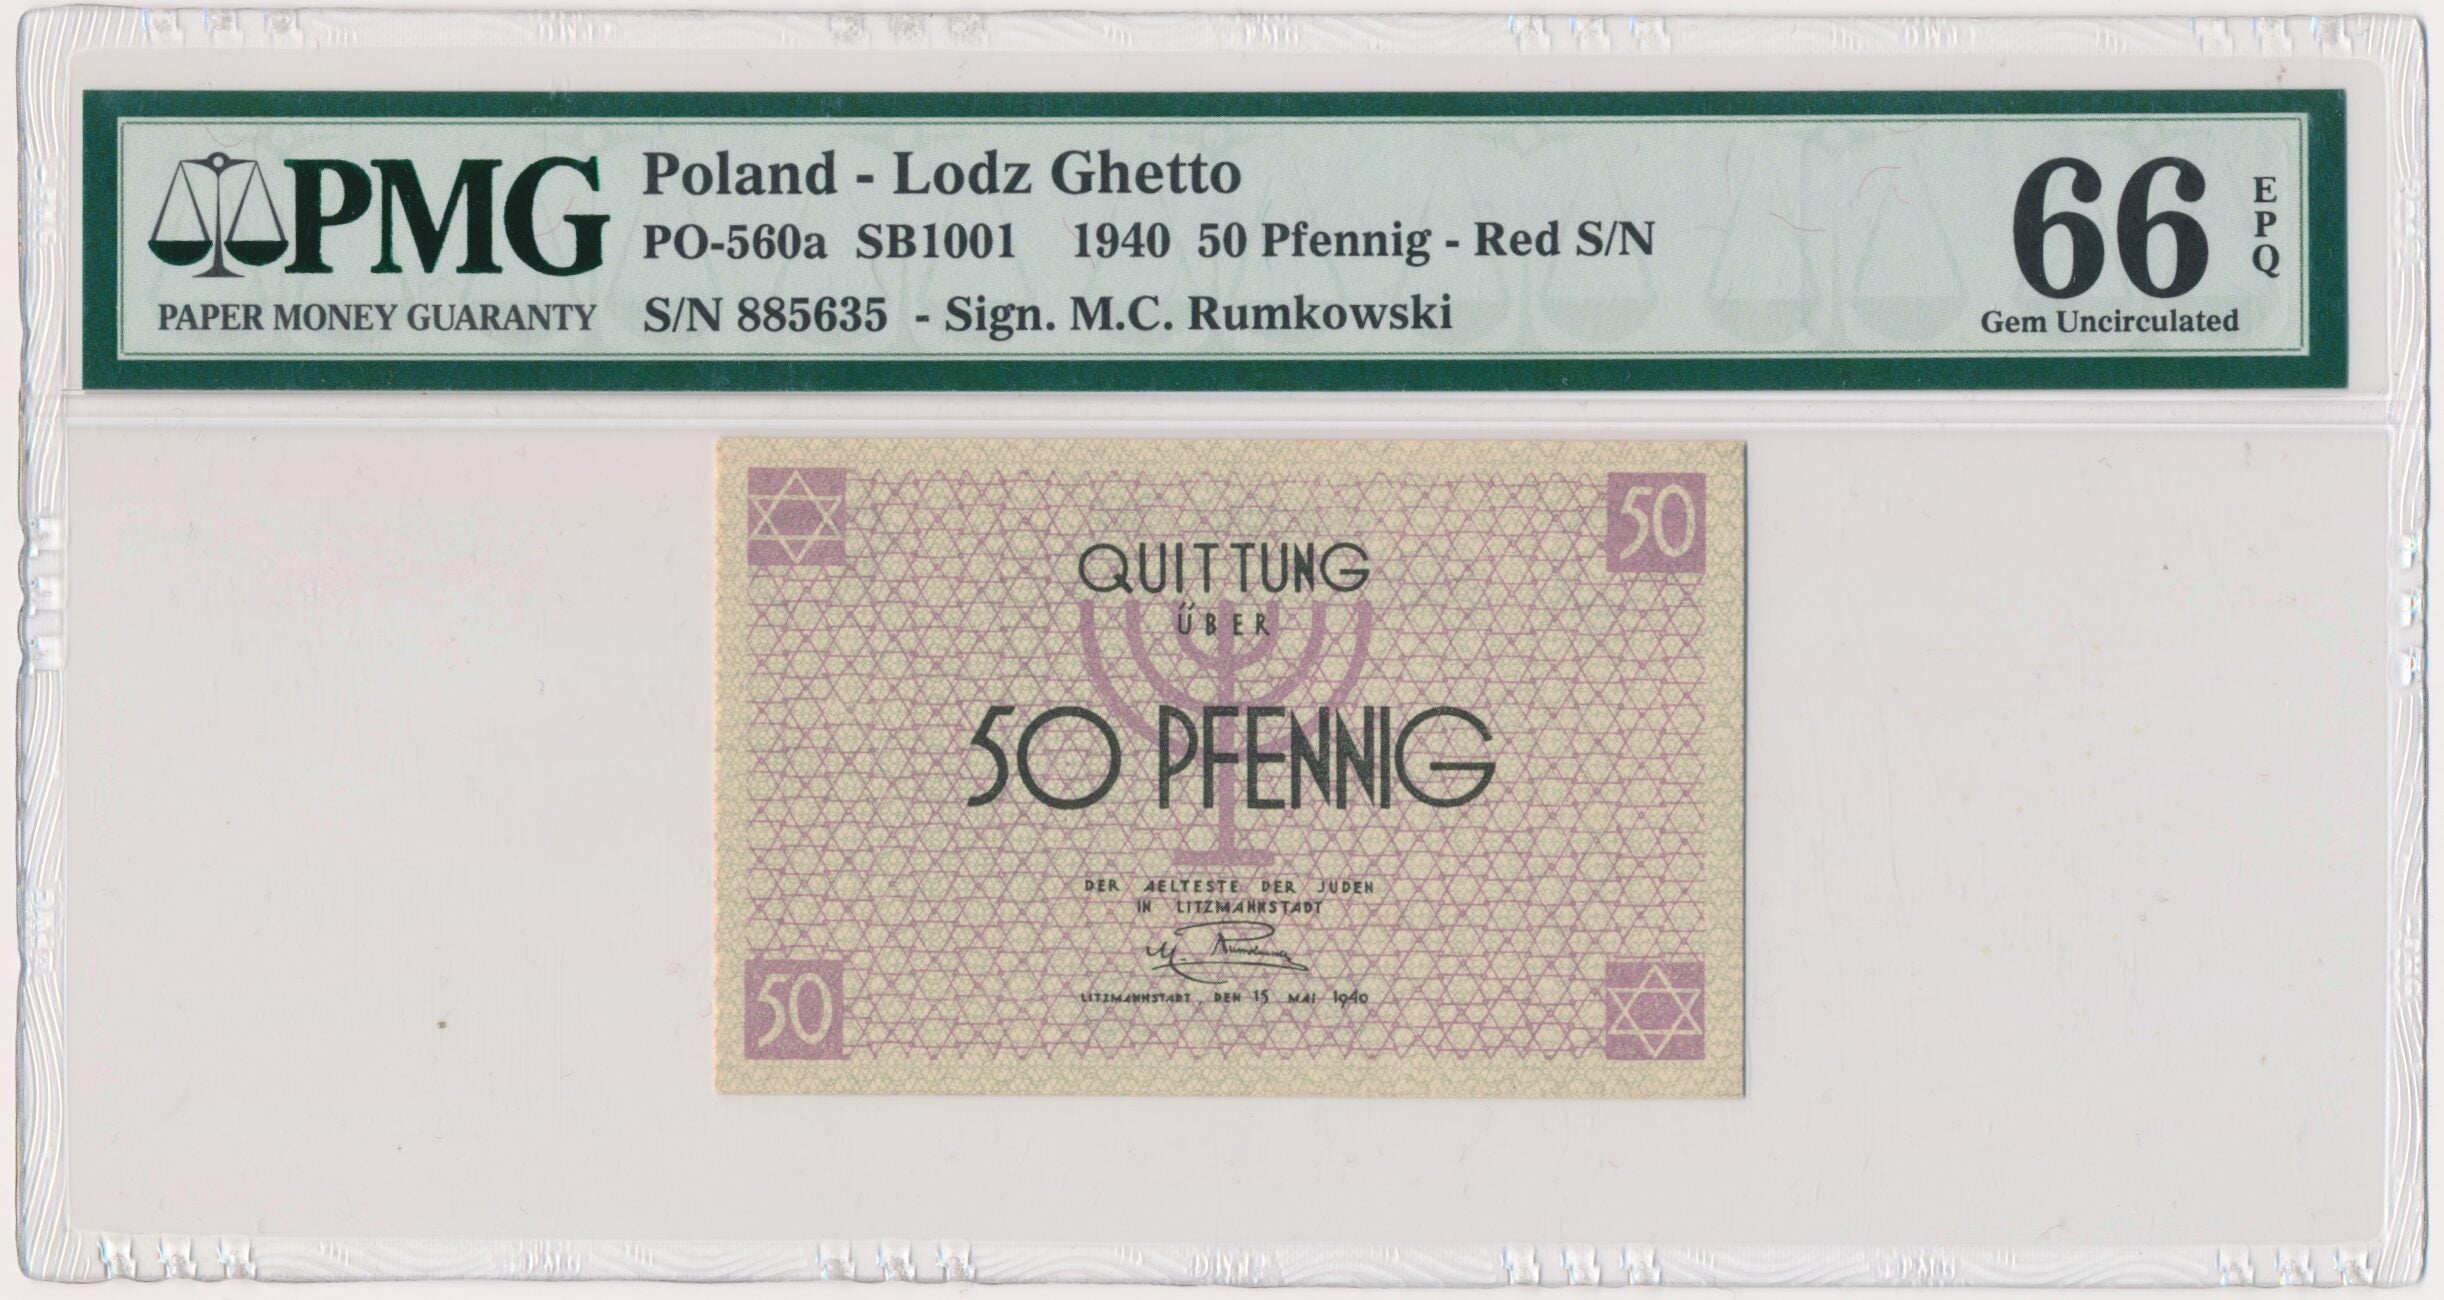 PMG
PAPER MONEY GUARANTY
Poland - Lodz Ghetto
PO-560a SB1001 1940 50 Pfennig - Red S/N
S/N 885635 - Sign. M.C. Rumkowski
66
EPQ
Gem Uncirculated
50
QUITTUNG
ÜBER
50 PFENNIG
DER AELTESTE DER JUDEN
IN LITZMANNSTADT
M. Rumkowski
LITZMANNSTADT, DEN 15 MAI 1940
50